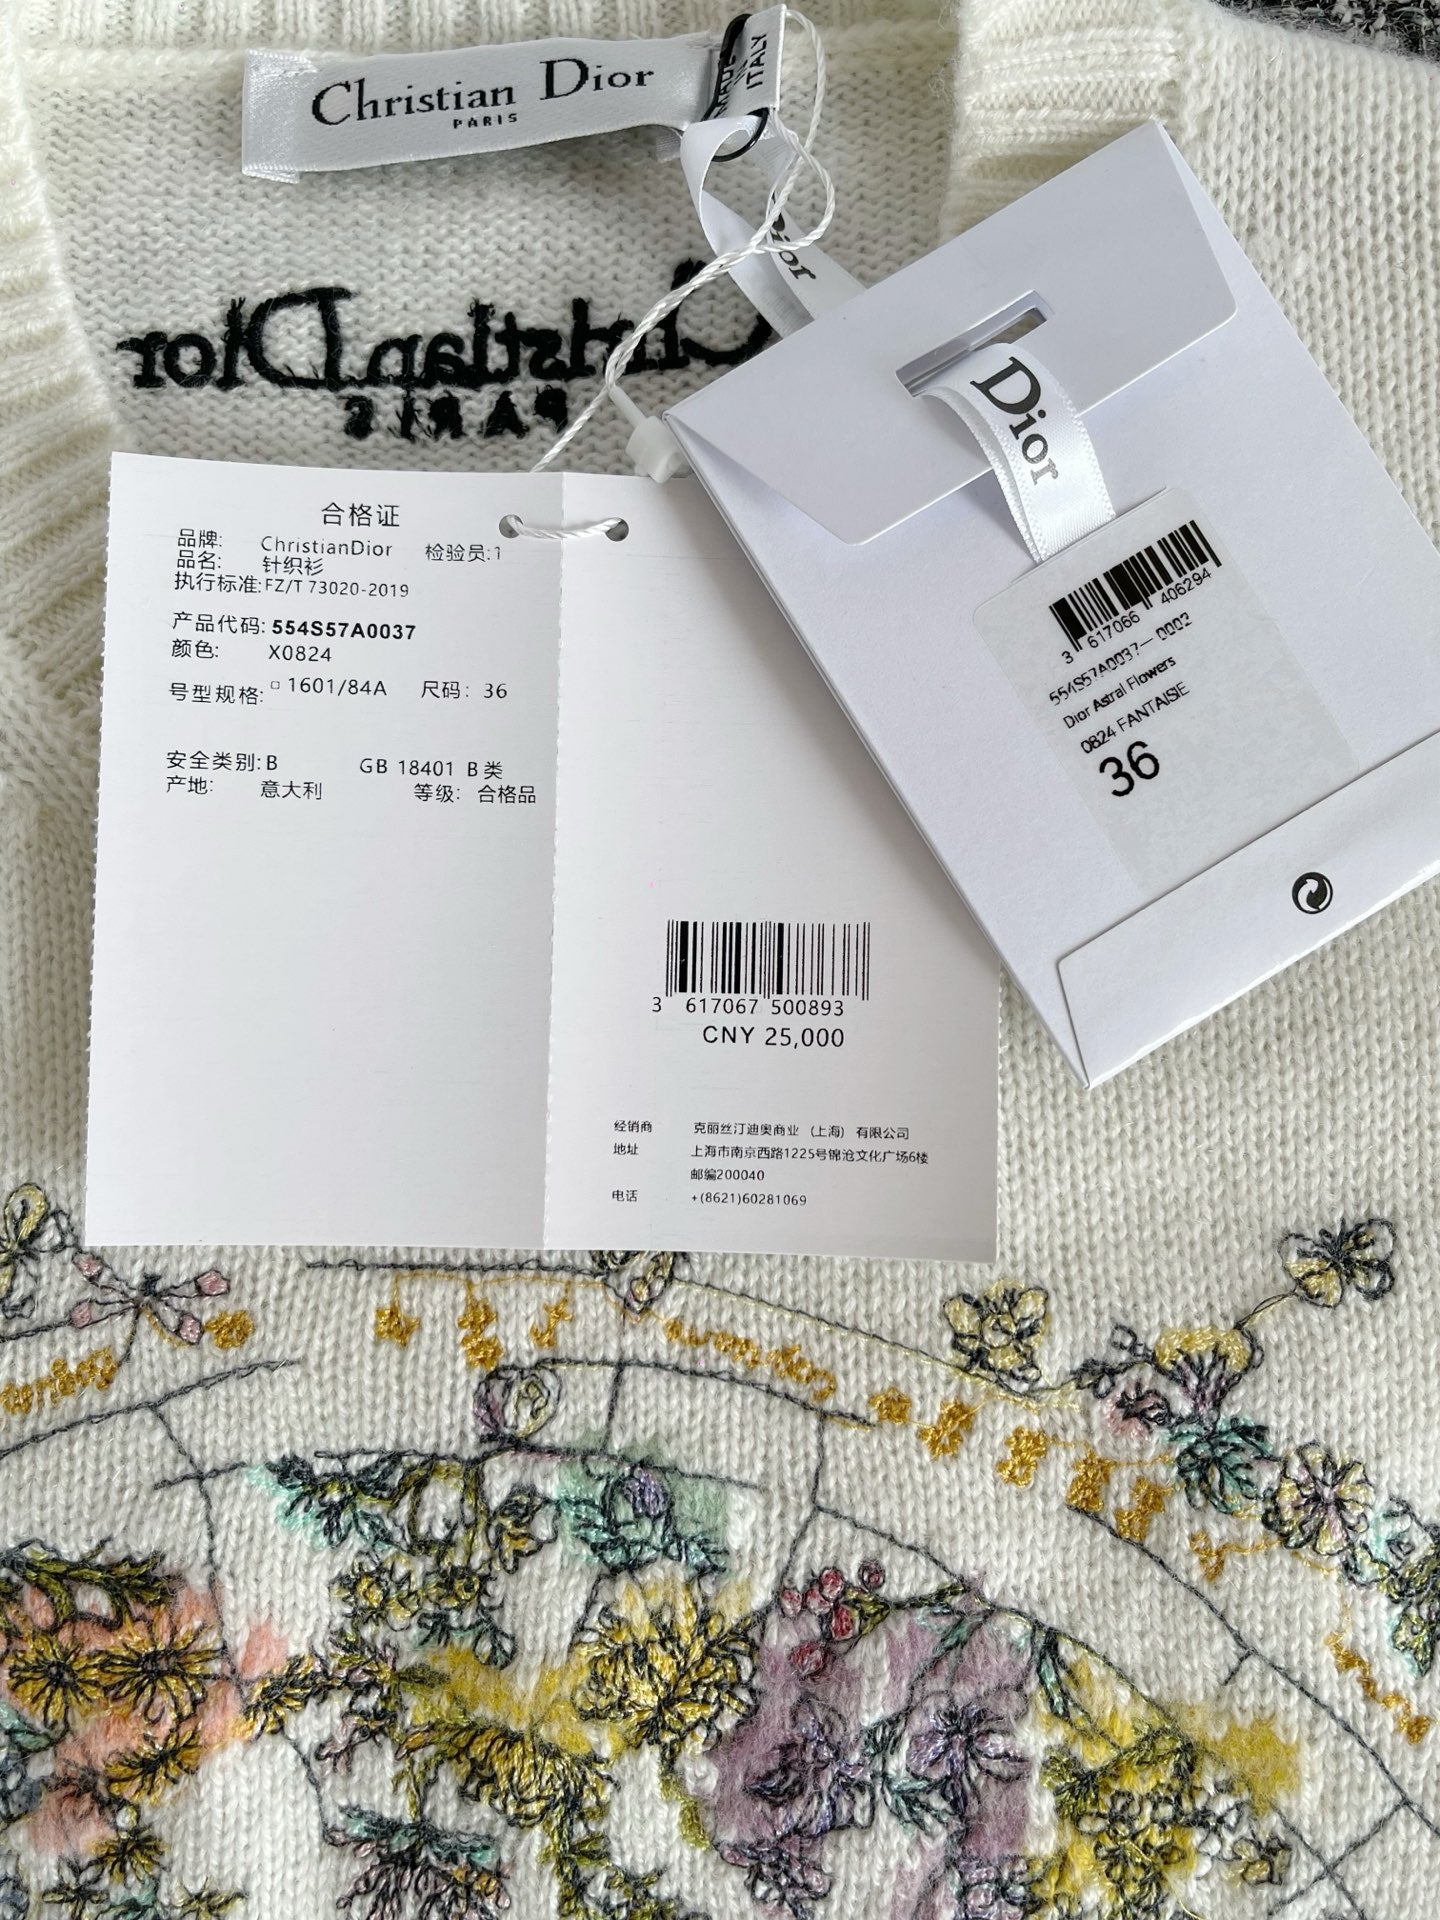 Christian Dior
PARIS
MADE
ITALY
Dior
Christian Dior
PARIS
Dior
合格证
品牌: ChristianDior 检验员:1
品名: 针织衫
执行标准:FZ/T 73020-2019
产品代码: 554S57A0037
颜色: X0824
号型规格: 1601/84A 尺码: 36
安全类别:B GB 18401 B类
产地: 意大利 等级: 合格品
3 617067 500893
CNY 25,000
经销商 克丽丝汀迪奥商业 (上海) 有限公司
地址 上海市南京西路1225号锦沧文化广场6楼
邮编200040
电话 +(8621)60281069
3 617066 406294
554S57A0037- 0002
Dior Astral Flowers
0824 FANTAISIE
36